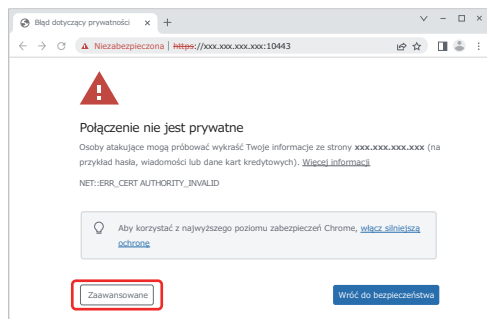 Błąd dotyczący prywatności
Niezabezpieczona | https://xxx.xxx.xxx.xxx:10443
Połączenie nie jest prywatne
Osoby atakujące mogą próbować wykraść Twoje informacje ze strony xxx.xxx.xxx.xxx (na
przykład hasła, wiadomości lub dane kart kredytowych). Więcej informacji
NET::ERR_CERT AUTHORITY_INVALID
Aby korzystać z najwyższego poziomu zabezpieczeń Chrome, włącz silniejszą
ochronę
Zaawansowane
Wróć do bezpieczeństwa